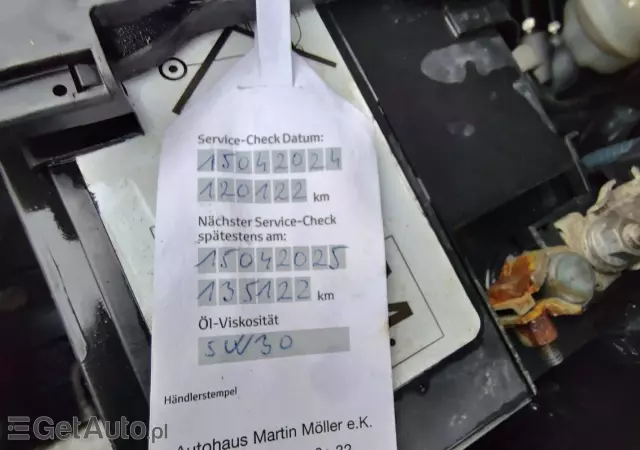 Service-Check Datum:
15042024
120122 km
Nächster Service-Check
spätestens am:
15042025
135122 km
Öl-Viskosität
5W30
Händlerstempel
Autohaus Martin Möller e.K.
GetAuto.pl